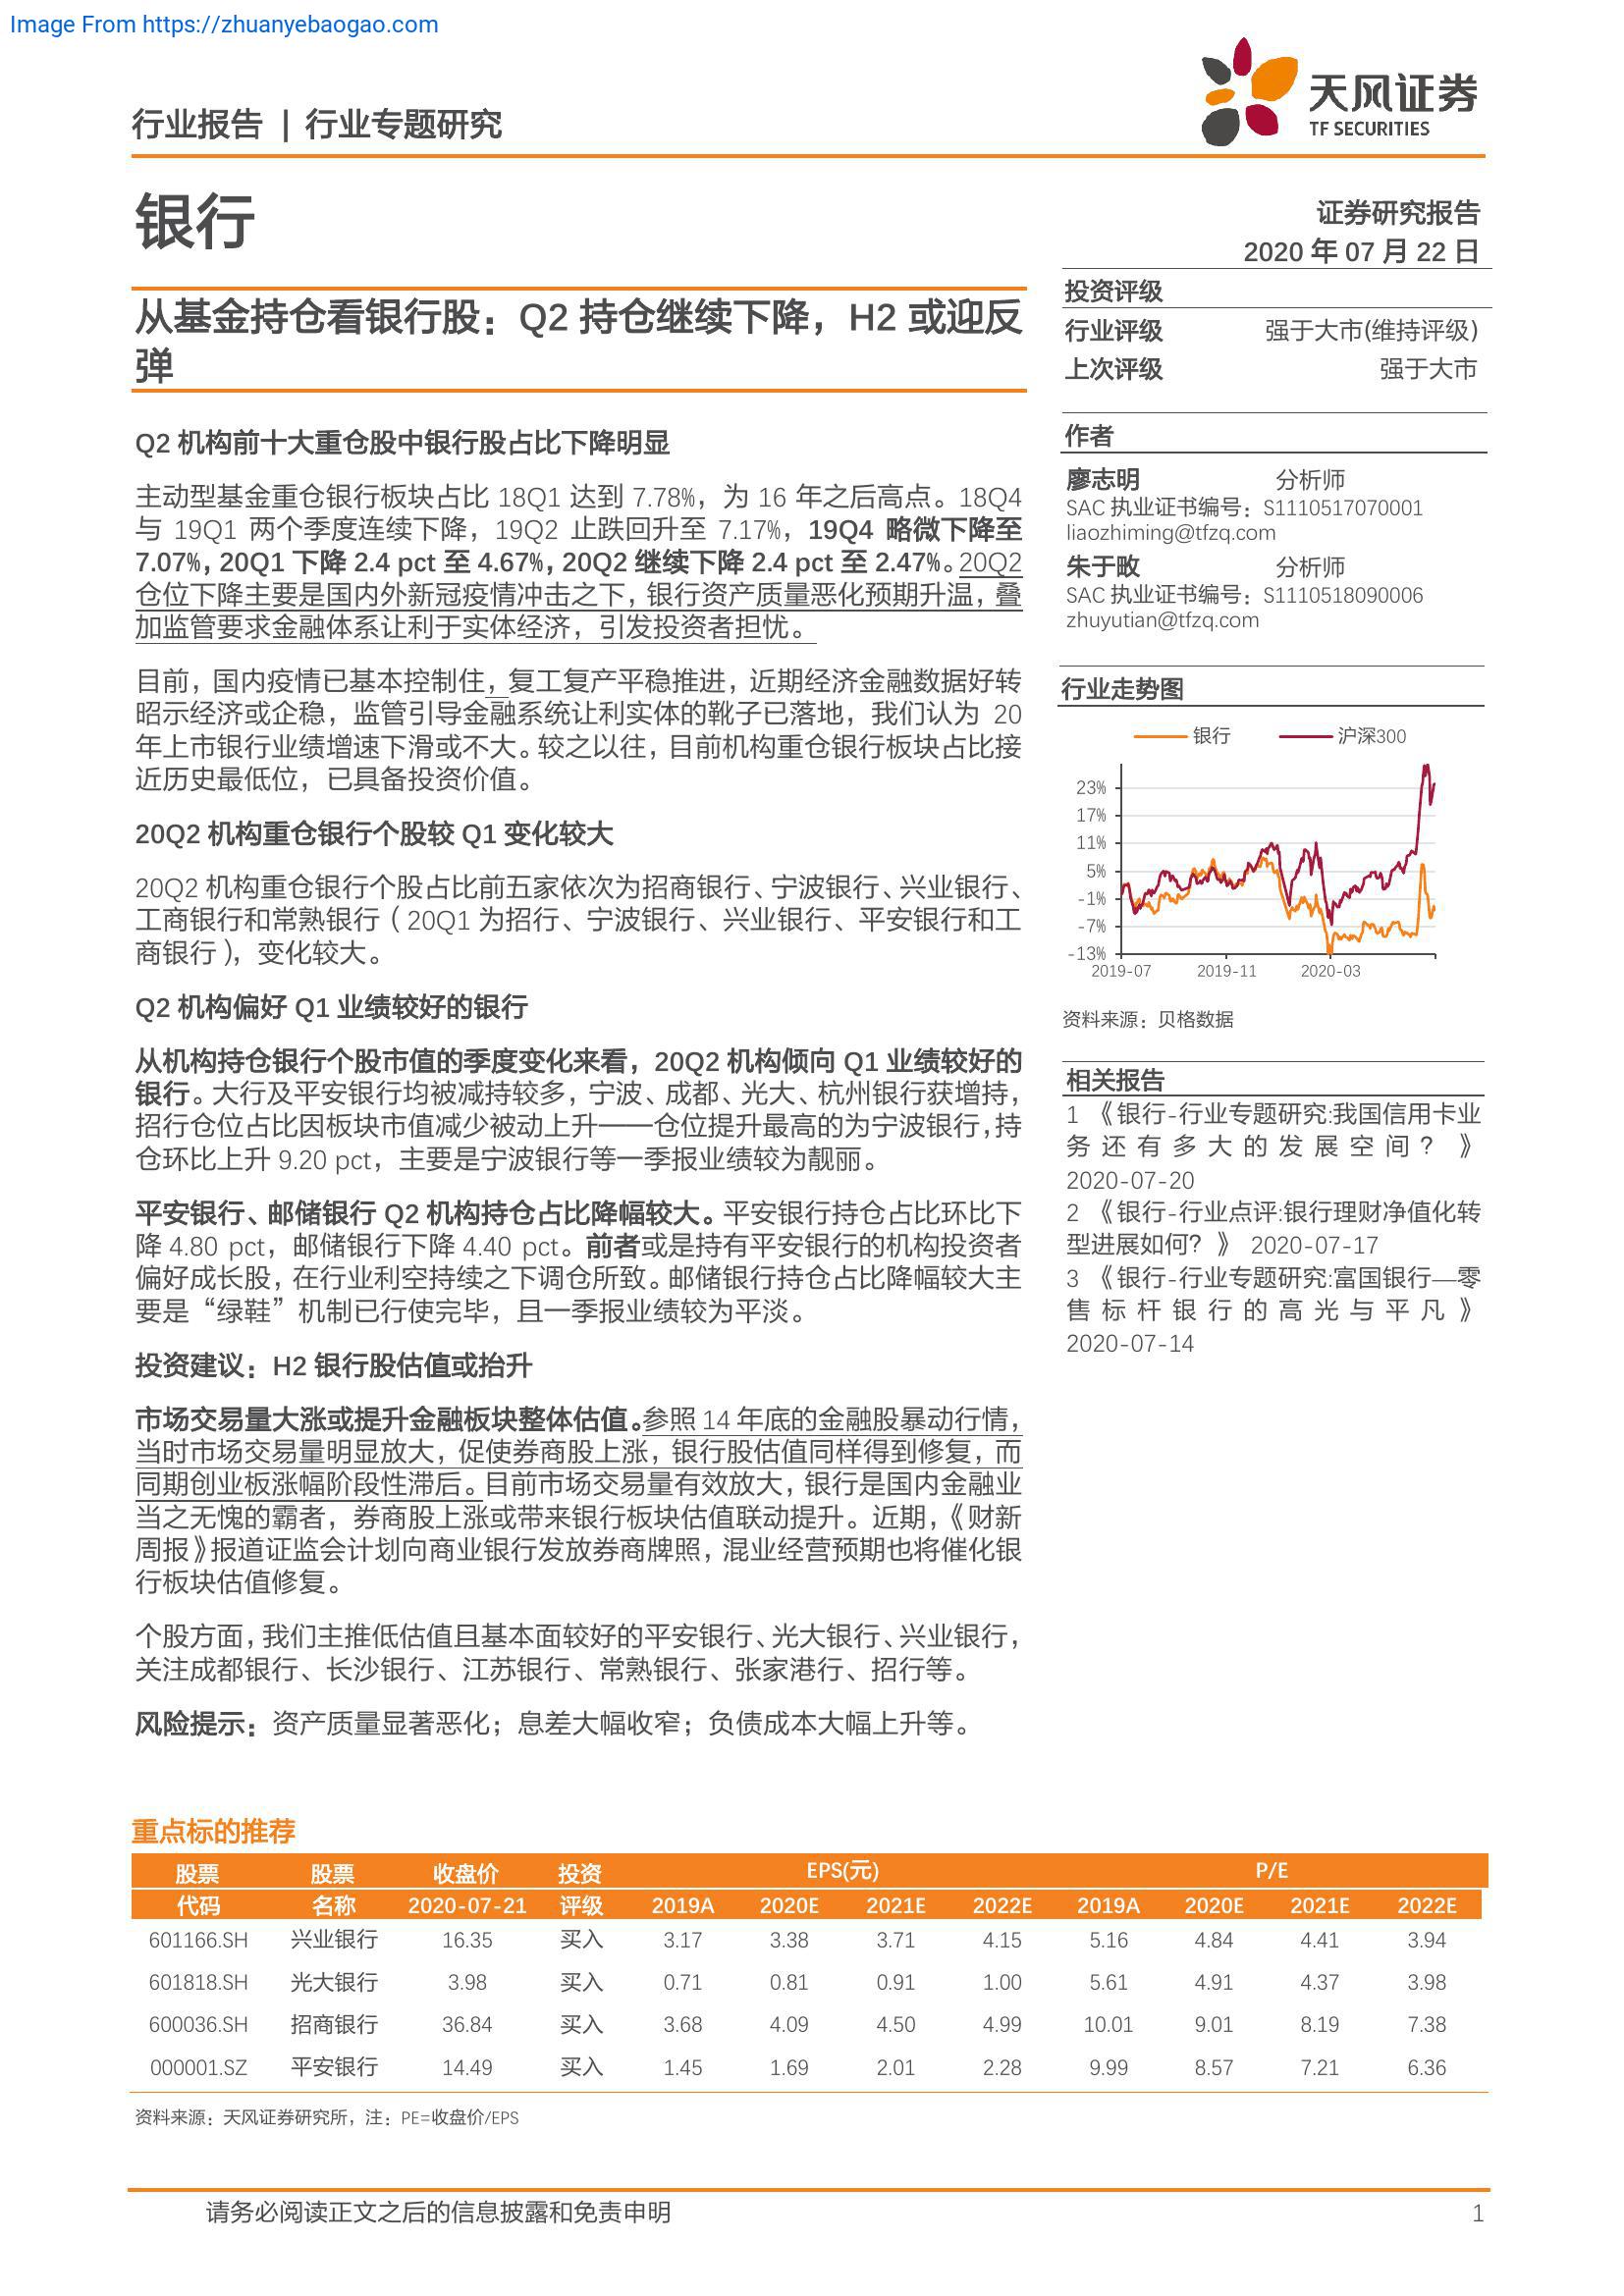 Image From https://zhuanyebaogao.com
行业报告 | 行业专题研究
天风证券
TF SECURITIES
银行
证券研究报告
2020 年 07 月 22 日
从基金持仓看银行股：Q2 持仓继续下降，H2 或迎反
弹
Q2 机构前十大重仓股中银行股占比下降明显
主动型基金重仓银行板块占比 18Q1 达到 7.78%，为 16 年之后高点。18Q4
与 19Q1 两个季度连续下降，19Q2 止跌回升至 7.17%，19Q4 略微下降至
7.07%，20Q1 下降 2.4 pct 至 4.67%，20Q2 继续下降 2.4 pct 至 2.47%。20Q2
仓位下降主要是国内外新冠疫情冲击之下，银行资产质量恶化预期升温，叠
加监管要求金融体系让利于实体经济，引发投资者担忧。
目前，国内疫情已基本控制住，复工复产平稳推进，近期经济金融数据好转
昭示经济或企稳，监管引导金融系统让利实体的靴子已落地，我们认为 20
年上市银行业绩增速下滑或不大。较之以往，目前机构重仓银行板块占比接
近历史最低位，已具备投资价值。
20Q2 机构重仓银行个股较 Q1 变化较大
20Q2 机构重仓银行个股占比前五家依次为招商银行、宁波银行、兴业银行、
工商银行和常熟银行（20Q1 为招行、宁波银行、兴业银行、平安银行和工
商银行），变化较大。
Q2 机构偏好 Q1 业绩较好的银行
从机构持仓银行个股市值的季度变化来看，20Q2 机构倾向 Q1 业绩较好的
银行。大行及平安银行均被减持较多，宁波、成都、光大、杭州银行获增持，
招行仓位占比因板块市值减少被动上升——仓位提升最高的为宁波银行，持
仓环比上升 9.20 pct，主要是宁波银行等一季报业绩较为靓丽。
平安银行、邮储银行 Q2 机构持仓占比降幅较大。平安银行持仓占比环比下
降 4.80 pct，邮储银行下降 4.40 pct。前者或是持有平安银行的机构投资者
偏好成长股，在行业利空持续之下调仓所致。邮储银行持仓占比降幅较大主
要是“绿鞋”机制已行使完毕，且一季报业绩较为平淡。
投资建议：H2 银行股估值或抬升
市场交易量大涨或提升金融板块整体估值。参照 14 年底的金融股暴动行情，
当时市场交易量明显放大，促使券商股上涨，银行股估值同样得到修复，而
同期创业板涨幅阶段性滞后。目前市场交易量有效放大，银行是国内金融业
当之无愧的霸者，券商股上涨或带来银行板块估值联动提升。近期，《财新
周报》报道证监会计划向商业银行发放券商牌照，混业经营预期也将催化银
行板块估值修复。
个股方面，我们主推低估值且基本面较好的平安银行、光大银行、兴业银行，
关注成都银行、长沙银行、江苏银行、常熟银行、张家港行、招行等。
风险提示：资产质量显著恶化；息差大幅收窄；负债成本大幅上升等。
投资评级
行业评级 强于大市(维持评级)
上次评级 强于大市
作者
廖志明 分析师
SAC 执业证书编号：S1110517070001
liaozhiming@tfzq.com
朱于畋 分析师
SAC 执业证书编号：S1110518090006
zhuyutian@tfzq.com
行业走势图
银行 沪深300
23%
17%
11%
5%
-1%
-7%
-13%
2019-07 2019-11 2020-03
资料来源：贝格数据
相关报告
1 《银行-行业专题研究:我国信用卡业
务还有多大的发展空间？》
2020-07-20
2 《银行-行业点评:银行理财净值化转
型进展如何？》 2020-07-17
3 《银行-行业专题研究:富国银行—零
售标杆银行的高光与平凡》
2020-07-14
重点标的推荐
股票 股票 收盘价 投资 EPS(元) P/E
代码 名称 2020-07-21 评级 2019A 2020E 2021E 2022E 2019A 2020E 2021E 2022E
601166.SH 兴业银行 16.35 买入 3.17 3.38 3.71 4.15 5.16 4.84 4.41 3.94
601818.SH 光大银行 3.98 买入 0.71 0.81 0.91 1.00 5.61 4.91 4.37 3.98
600036.SH 招商银行 36.84 买入 3.68 4.09 4.50 4.99 10.01 9.01 8.19 7.38
000001.SZ 平安银行 14.49 买入 1.45 1.69 2.01 2.28 9.99 8.57 7.21 6.36
资料来源：天风证券研究所，注：PE=收盘价/EPS
请务必阅读正文之后的信息披露和免责申明 1